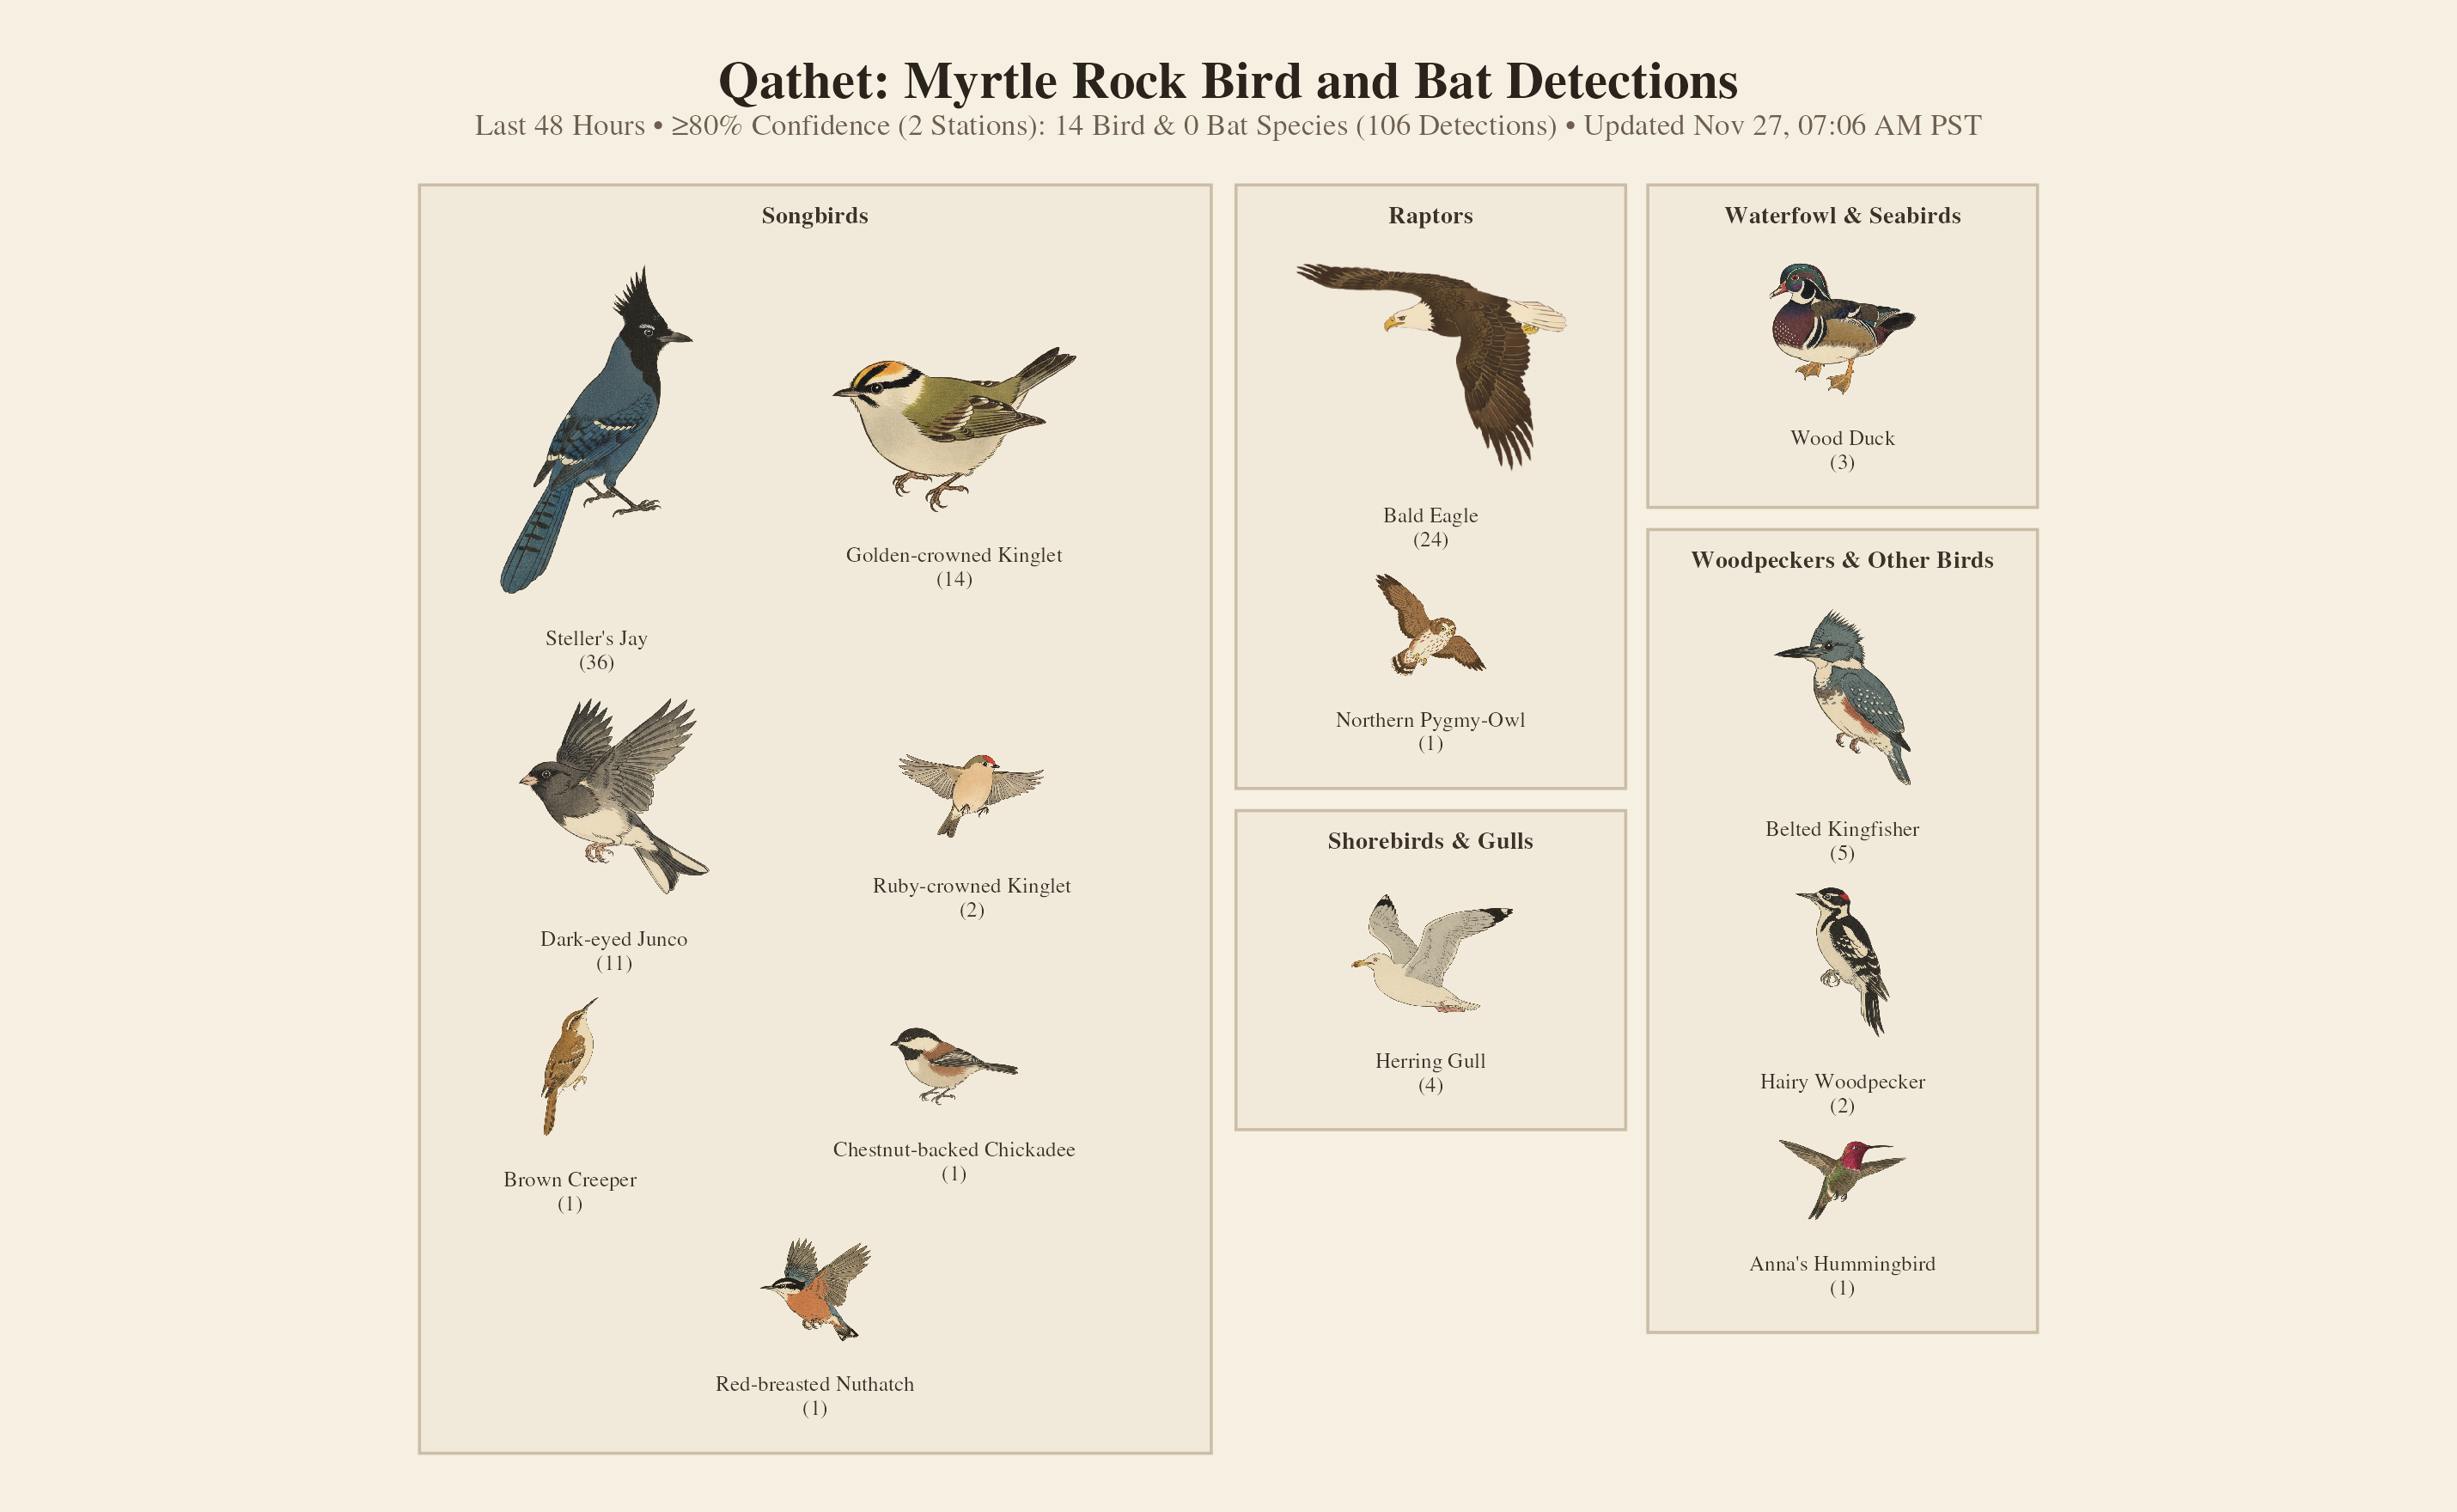 Qathet: Myrtle Rock Bird and Bat Detections
Last 48 Hours • ≥80% Confidence (2 Stations): 14 Bird & 0 Bat Species (106 Detections) • Updated Nov 27, 07:06 AM PST
Songbirds
Steller's Jay
(36)
Golden-crowned Kinglet
(14)
Dark-eyed Junco
(11)
Ruby-crowned Kinglet
(2)
Brown Creeper
(1)
Chestnut-backed Chickadee
(1)
Red-breasted Nuthatch
(1)
Raptors
Bald Eagle
(24)
Northern Pygmy-Owl
(1)
Shorebirds & Gulls
Herring Gull
(4)
Waterfowl & Seabirds
Wood Duck
(3)
Woodpeckers & Other Birds
Belted Kingfisher
(5)
Hairy Woodpecker
(2)
Anna's Hummingbird
(1)